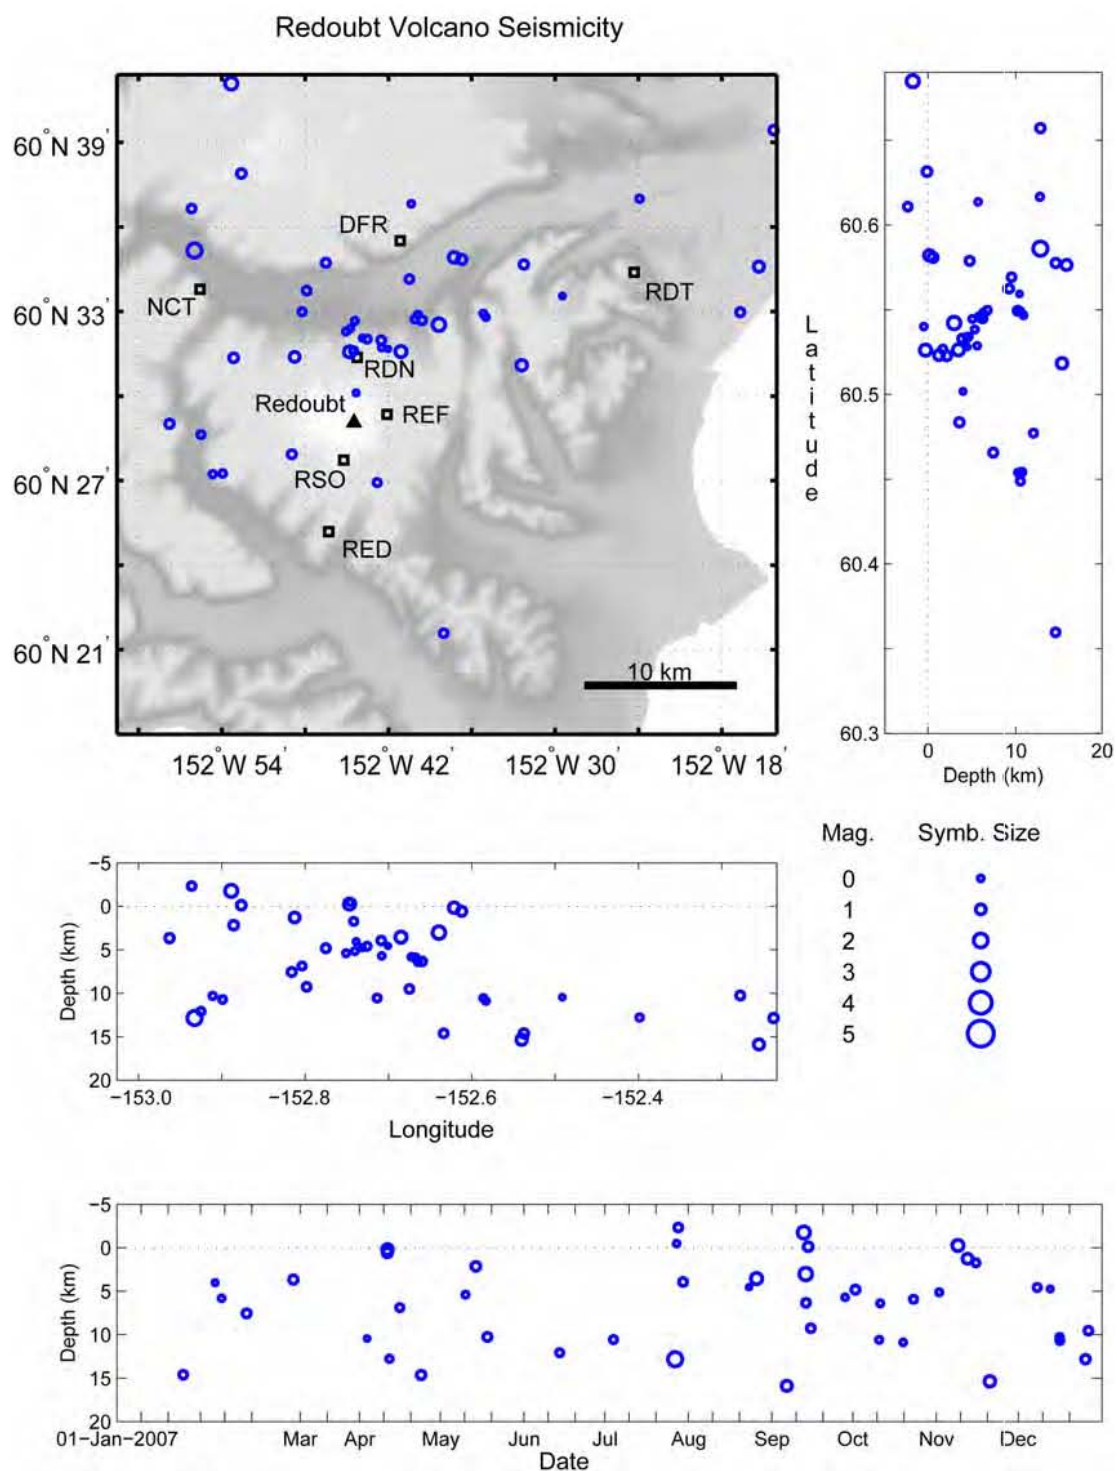 Redoubt Volcano Seismicity
60°N 39'
60°N 33'
60°N 27'
60°N 21'
DFR
NCT
RDT
RDN
Redoubt
REF
RSO
RED
10 km
152°W 54'
152°W 42'
152°W 30'
152°W 18'
Latitude
60.6
60.5
60.4
60.3
0
10
20
Depth (km)
Mag.
Symb. Size
0
1
2
3
4
5
−5
0
5
10
15
20
Depth (km)
−153.0
−152.8
−152.6
−152.4
Longitude
−5
0
5
10
15
20
Depth (km)
01−Jan−2007
Mar
Apr
May
Jun
Jul
Aug
Sep
Oct
Nov
Dec
Date